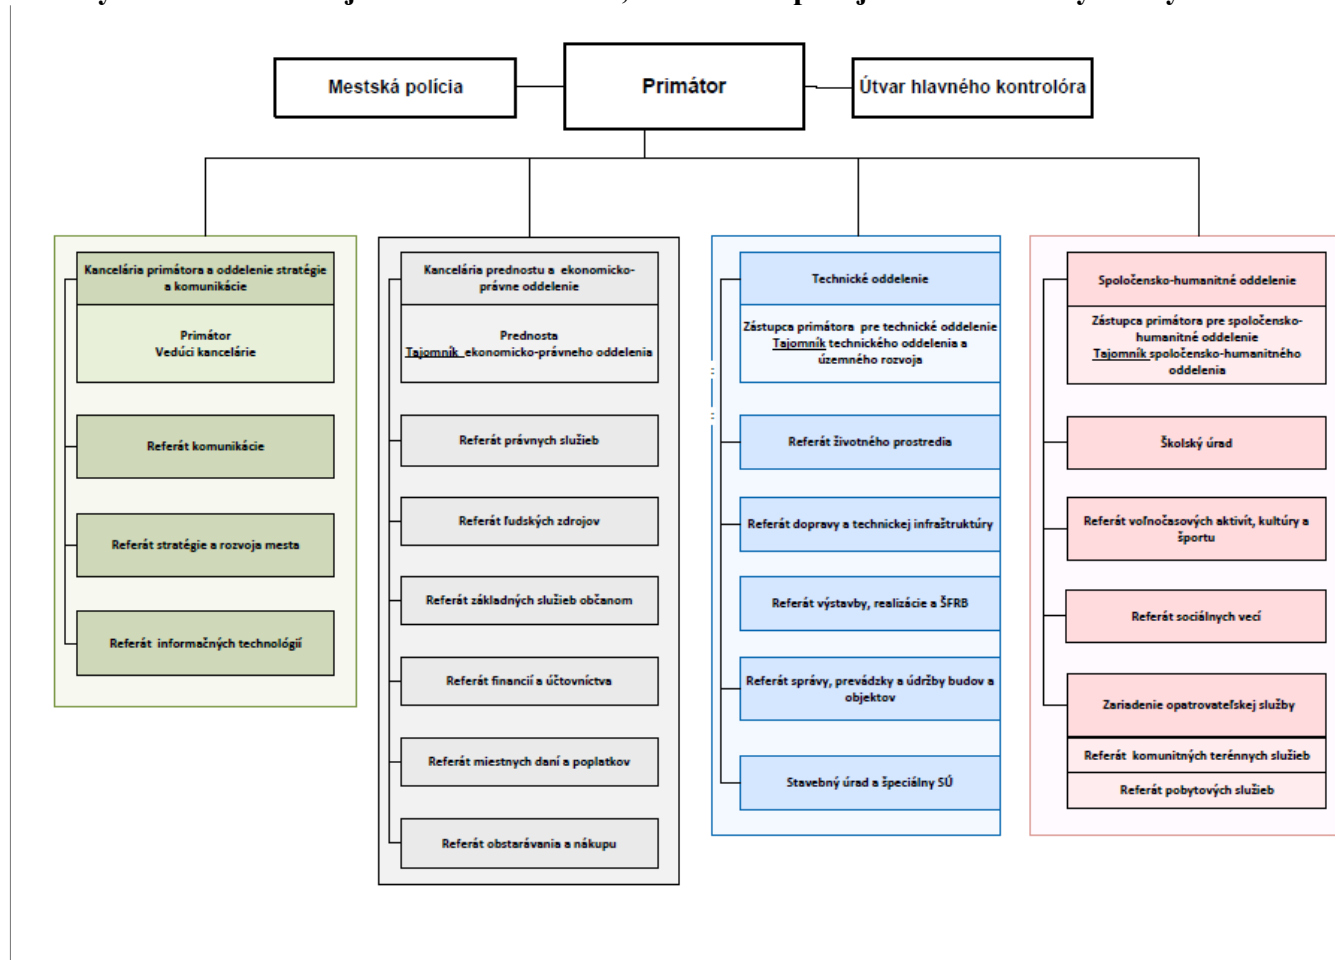 Mestská polícia
Primátor
Útvar hlavného kontrolóra
Kancelária primátora a oddelenie stratégie
a komunikácie
Primátor
Vedúci kancelárie
Referát komunikácie
Referát stratégie a rozvoja mesta
Referát informačných technológií
Kancelária prednostu a ekonomicko-
právne oddelenie
Prednosta
Tajomník ekonomicko-právneho oddelenia
Referát právnych služieb
Referát ľudských zdrojov
Referát základných služieb občanom
Referát financií a účtovníctva
Referát miestnych daní a poplatkov
Referát obstarávania a nákupu
Technické oddelenie
Zástupca primátora pre technické oddelenie
Tajomník technického oddelenia a
územného rozvoja
Referát životného prostredia
Referát dopravy a technickej infraštruktúry
Referát výstavby, realizácie a ŠFRB
Referát správy, prevádzky a údržby budov a
objektov
Stavebný úrad a špeciálny SÚ
Spoločensko-humanitné oddelenie
Zástupca primátora pre spoločensko-
humanitné oddelenie
Tajomník spoločensko-humanitného
oddelenia
Školský úrad
Referát voľnočasových aktivít, kultúry a
športu
Referát sociálnych vecí
Zariadenie opatrovateľskej služby
Referát komunitných terénnych služieb
Referát pobytových služieb